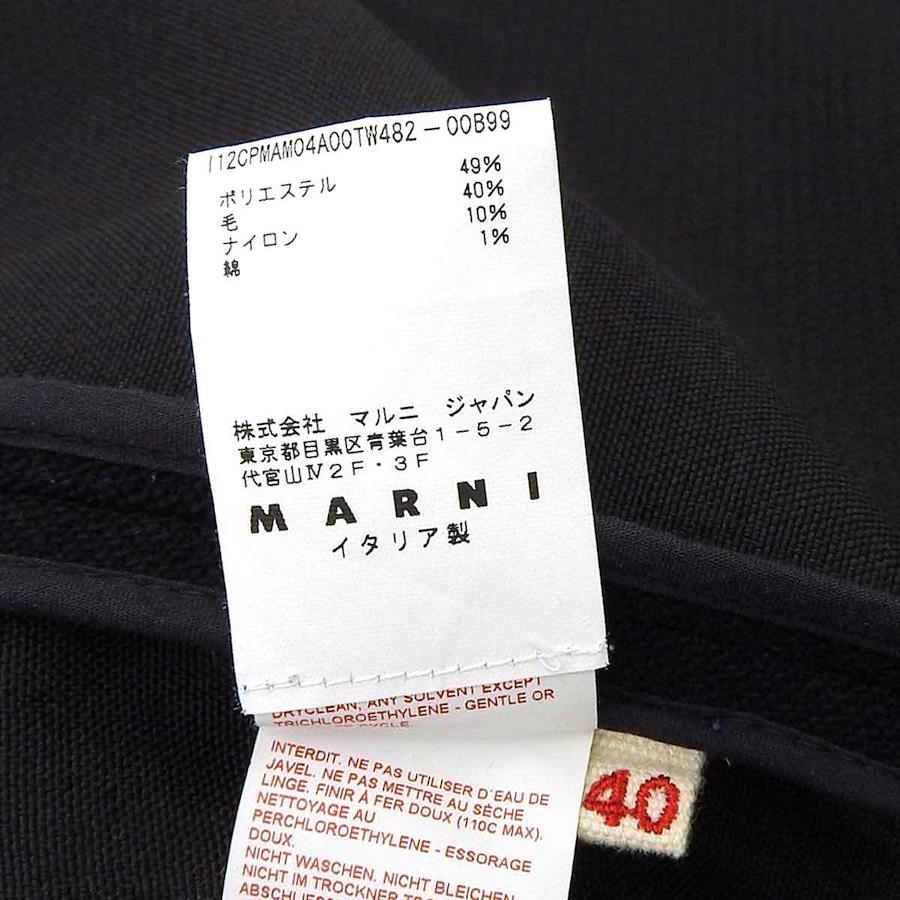 I12CPMAM04A00TW482-00B99
ポリエステル 49%
毛 40%
ナイロン 10%
綿 1%
株式会社 マルニ ジャパン
東京都目黒区青葉台1-5-2
代官山Ⅳ2F・3F
MARNI
イタリア製
DRYCLEAN, ANY SOLVENT EXCEPT
TRICHLOROETHYLENE - GENTLE OR
CYCLE.
INTERDIT. NE PAS UTILISER D'EAU DE
JAVEL. NE PAS METTRE AU SÈCHE
LINGE. FINIR À FER DOUX (110C MAX).
NETTOYAGE AU
PERCHLOROETHYLENE - ESSORAGE
DOUX.
NICHT WASCHEN. NICHT BLEICHEN
NICHT IM TROCKNER
ABSCHLIESS
40